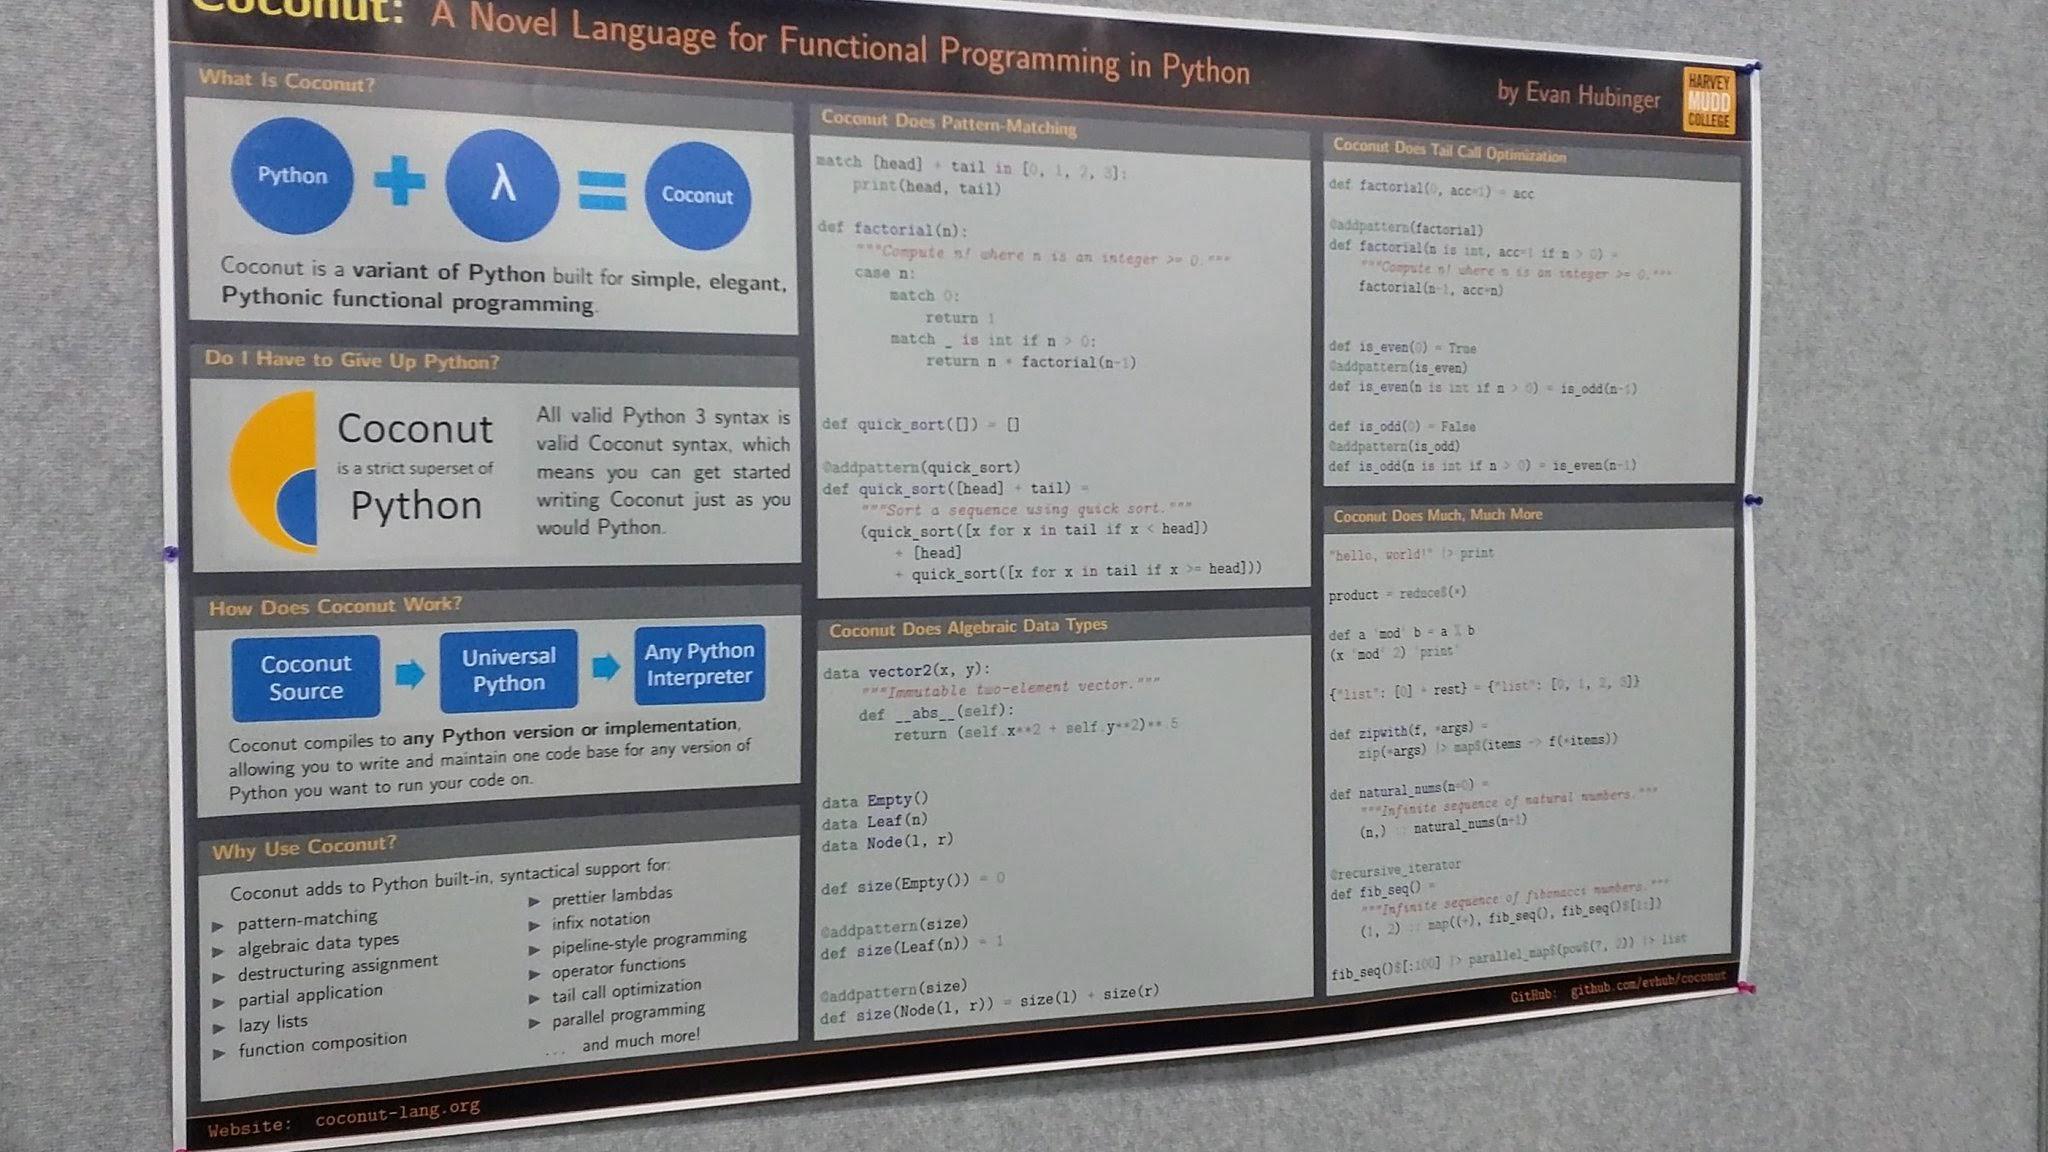 Coconut: A Novel Language for Functional Programming in Python
by Evan Hubinger
HARVEY
MUDD
COLLEGE
What Is Coconut?
Python + λ = Coconut
Coconut is a variant of Python built for simple, elegant,
Pythonic functional programming.
Do I Have to Give Up Python?
Coconut
is a strict superset of
Python
All valid Python 3 syntax is
valid Coconut syntax, which
means you can get started
writing Coconut just as you
would Python.
How Does Coconut Work?
Coconut
Source
Universal
Python
Any Python
Interpreter
Coconut compiles to any Python version or implementation,
allowing you to write and maintain one code base for any version of
Python you want to run your code on.
Why Use Coconut?
Coconut adds to Python built-in, syntactical support for:
▶ pattern-matching
▶ algebraic data types
▶ destructuring assignment
▶ partial application
▶ lazy lists
▶ function composition
▶ prettier lambdas
▶ infix notation
▶ pipeline-style programming
▶ operator functions
▶ tail call optimization
▶ parallel programming
... and much more!
Coconut Does Pattern-Matching
match [head] + tail in [0, 1, 2, 3]:
print(head, tail)
def factorial(n):
"""Compute n! where n is an integer >= 0."""
case n:
match 0:
return 1
match _ is int if n > 0:
return n * factorial(n-1)
def quick_sort([]) = []
@addpattern(quick_sort)
def quick_sort([head] + tail) =
"""Sort a sequence using quick sort."""
(quick_sort([x for x in tail if x < head])
+ [head]
+ quick_sort([x for x in tail if x >= head]))
Coconut Does Algebraic Data Types
data vector2(x, y):
"""Immutable two-element vector."""
def __abs__(self):
return (self.x**2 + self.y**2)**.5
data Empty()
data Leaf(n)
data Node(l, r)
def size(Empty()) = 0
@addpattern(size)
def size(Leaf(n)) = 1
@addpattern(size)
def size(Node(l, r)) = size(l) + size(r)
Coconut Does Tail Call Optimization
def factorial(0, acc=1) = acc
@addpattern(factorial)
def factorial(n is int, acc=1 if n > 0) =
"""Compute n! where n is an integer >= 0."""
factorial(n-1, acc*n)
def is_even(0) = True
@addpattern(is_even)
def is_even(n is int if n > 0) = is_odd(n-1)
def is_odd(0) = False
@addpattern(is_odd)
def is_odd(n is int if n > 0) = is_even(n-1)
Coconut Does Much, Much More
"hello, world!" |> print
product = reduce$(*)
def a `mod` b = a % b
(x `mod` 2) `print`
{"list": [0] + rest} = {"list": [0, 1, 2, 3]}
def zipwith(f, *args) =
zip(*args) |> map$(items -> f(*items))
def natural_nums(n=0) =
"""Infinite sequence of natural numbers."""
(n,) :: natural_nums(n+1)
@recursive_iterator
def fib_seq() =
"""Infinite sequence of fibonacci numbers."""
(1, 2) :: map((+), fib_seq(), fib_seq()$[1:])
fib_seq()$[:100] |> parallel_map$(pow$(?, 2)) |> list
Website: coconut-lang.org
GitHub: github.com/evhub/coconut